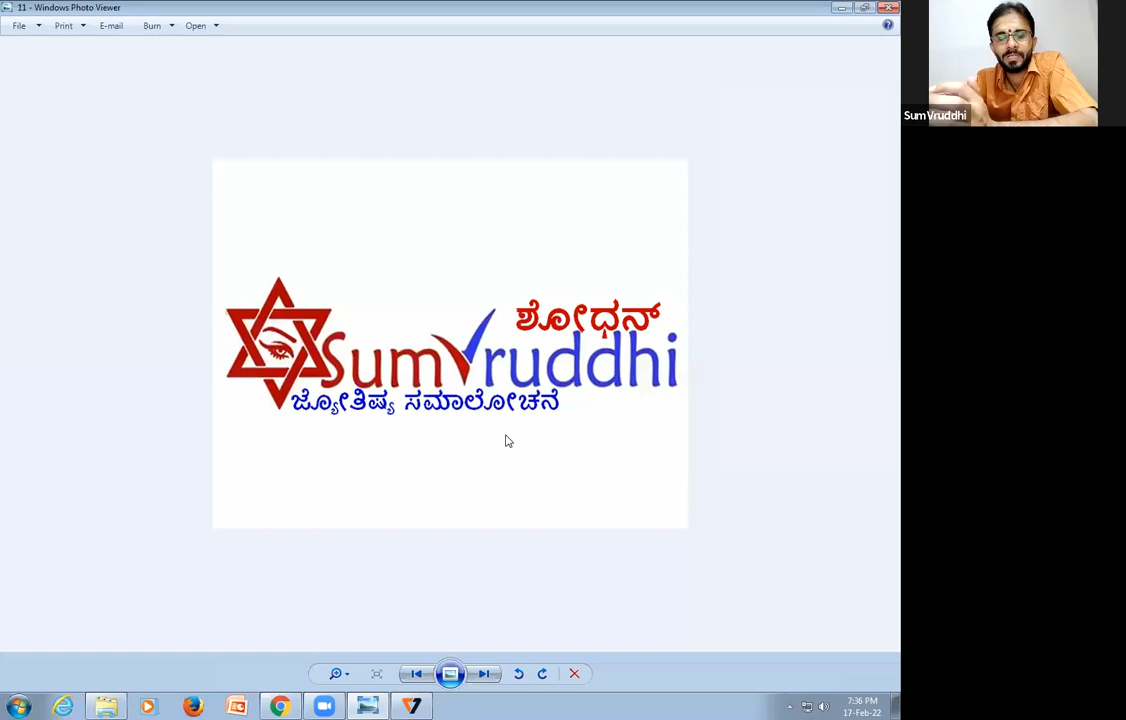 11 - Windows Photo Viewer
File Print E-mail Burn Open
SumVruddhi
ಶೋಧನ್
SumVruddhi
ಜ್ಯೋತಿಷ್ಯ ಸಮಾಲೋಚನೆ
7:36 PM
17-Feb-22